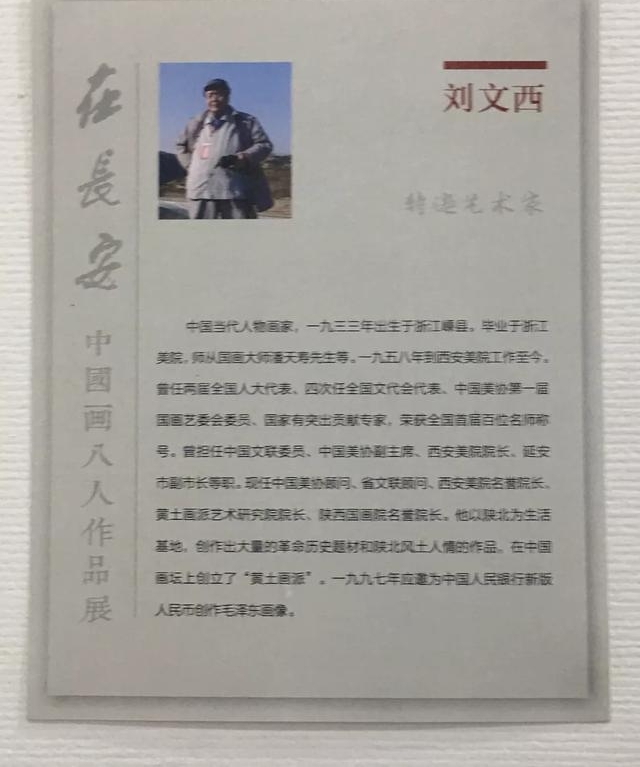 在長安
中國画八人作品展
刘文西
特邀艺术家
中国当代人物画家，一九三三年出生于浙江嵊县，毕业于浙江
美院，师从国画大师潘天寿先生等。一九五八年到西安美院工作至今。
曾任两届全国人大代表、四次任全国文代会代表、中国美协第一届
国画艺委会委员、国家有突出贡献专家，荣获全国首届百位名师称
号。曾担任中国文联委员、中国美协副主席、西安美院院长、延安
市副市长等职。现任中国美协顾问、省文联顾问、西安美院名誉院长、
黄土画派艺术研究院院长、陕西国画院名誉院长。他以陕北为生活
基地，创作出大量的革命历史题材和陕北风土人情的作品，在中国
画坛上创立了“黄土画派”。一九九七年应邀为中国人民银行新版
人民币创作毛泽东画像。